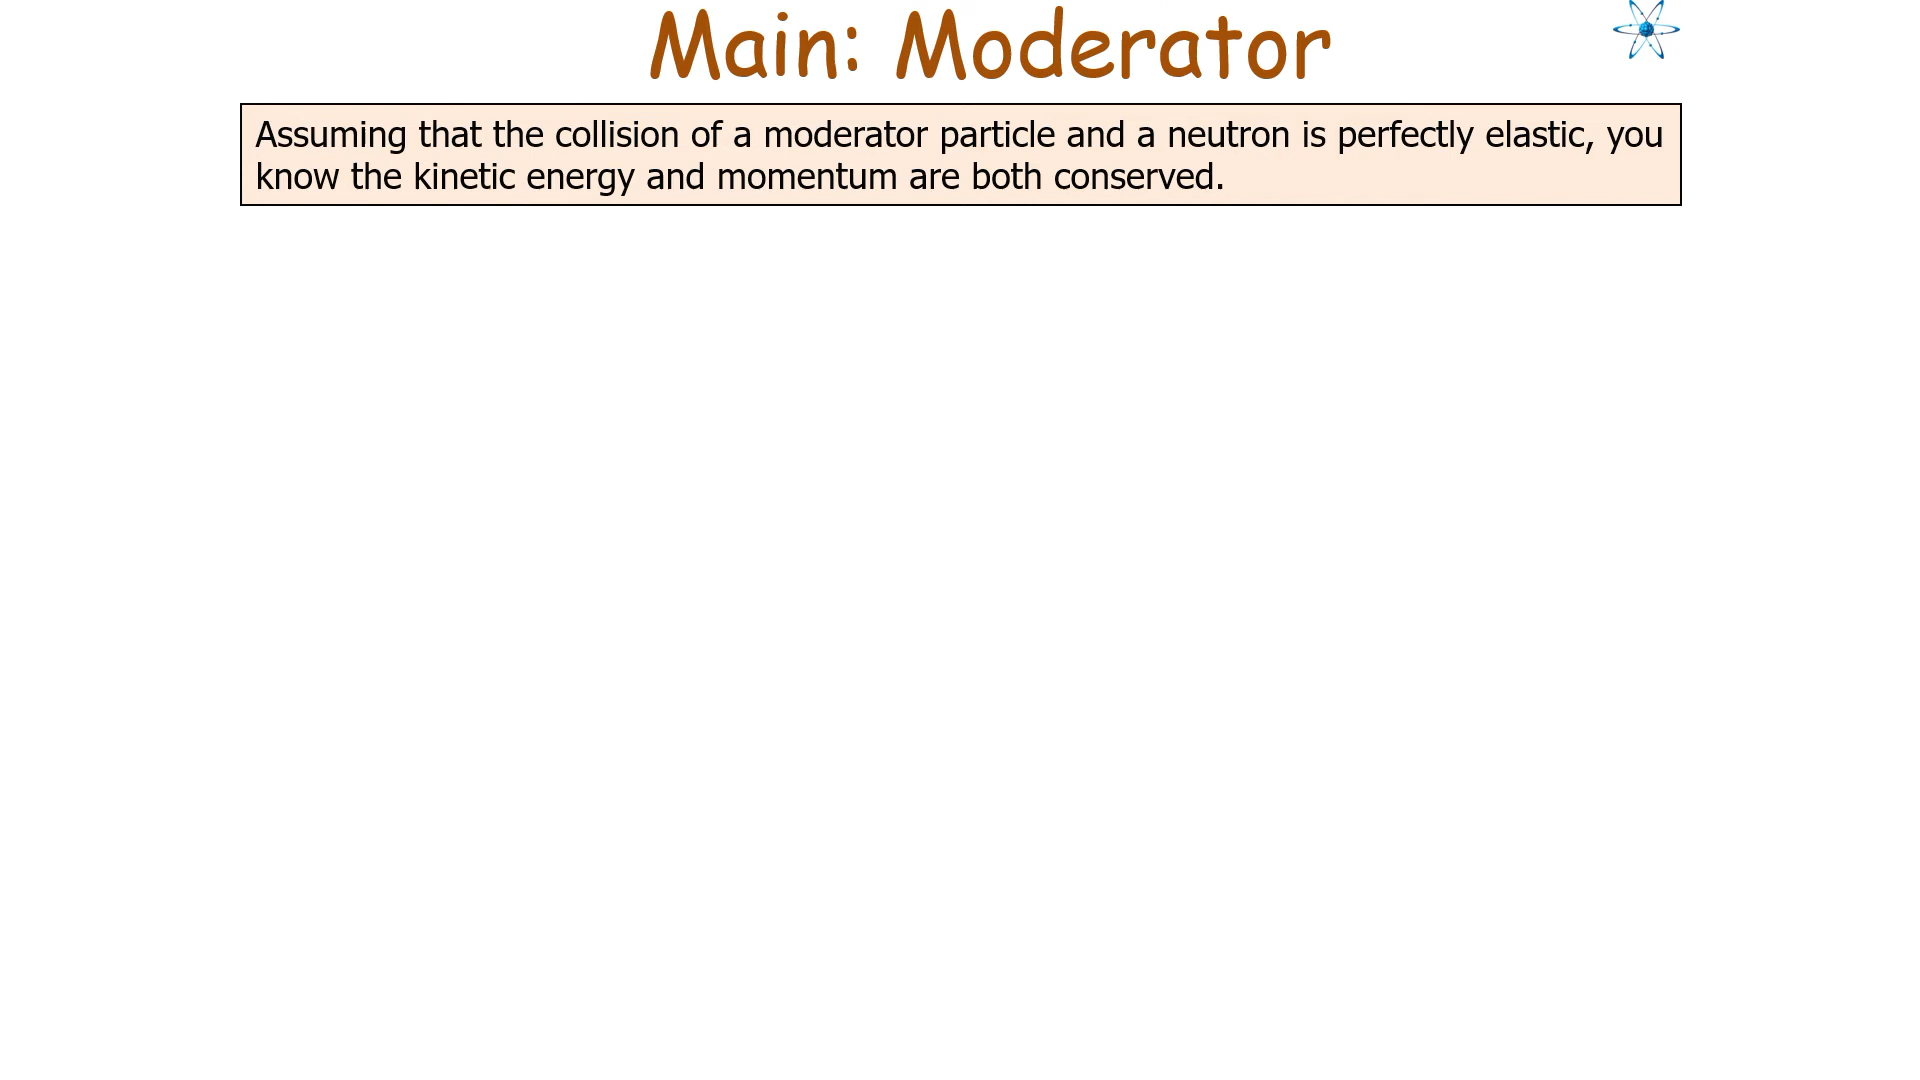 Main: Moderator
Assuming that the collision of a moderator particle and a neutron is perfectly elastic, you
know the kinetic energy and momentum are both conserved.